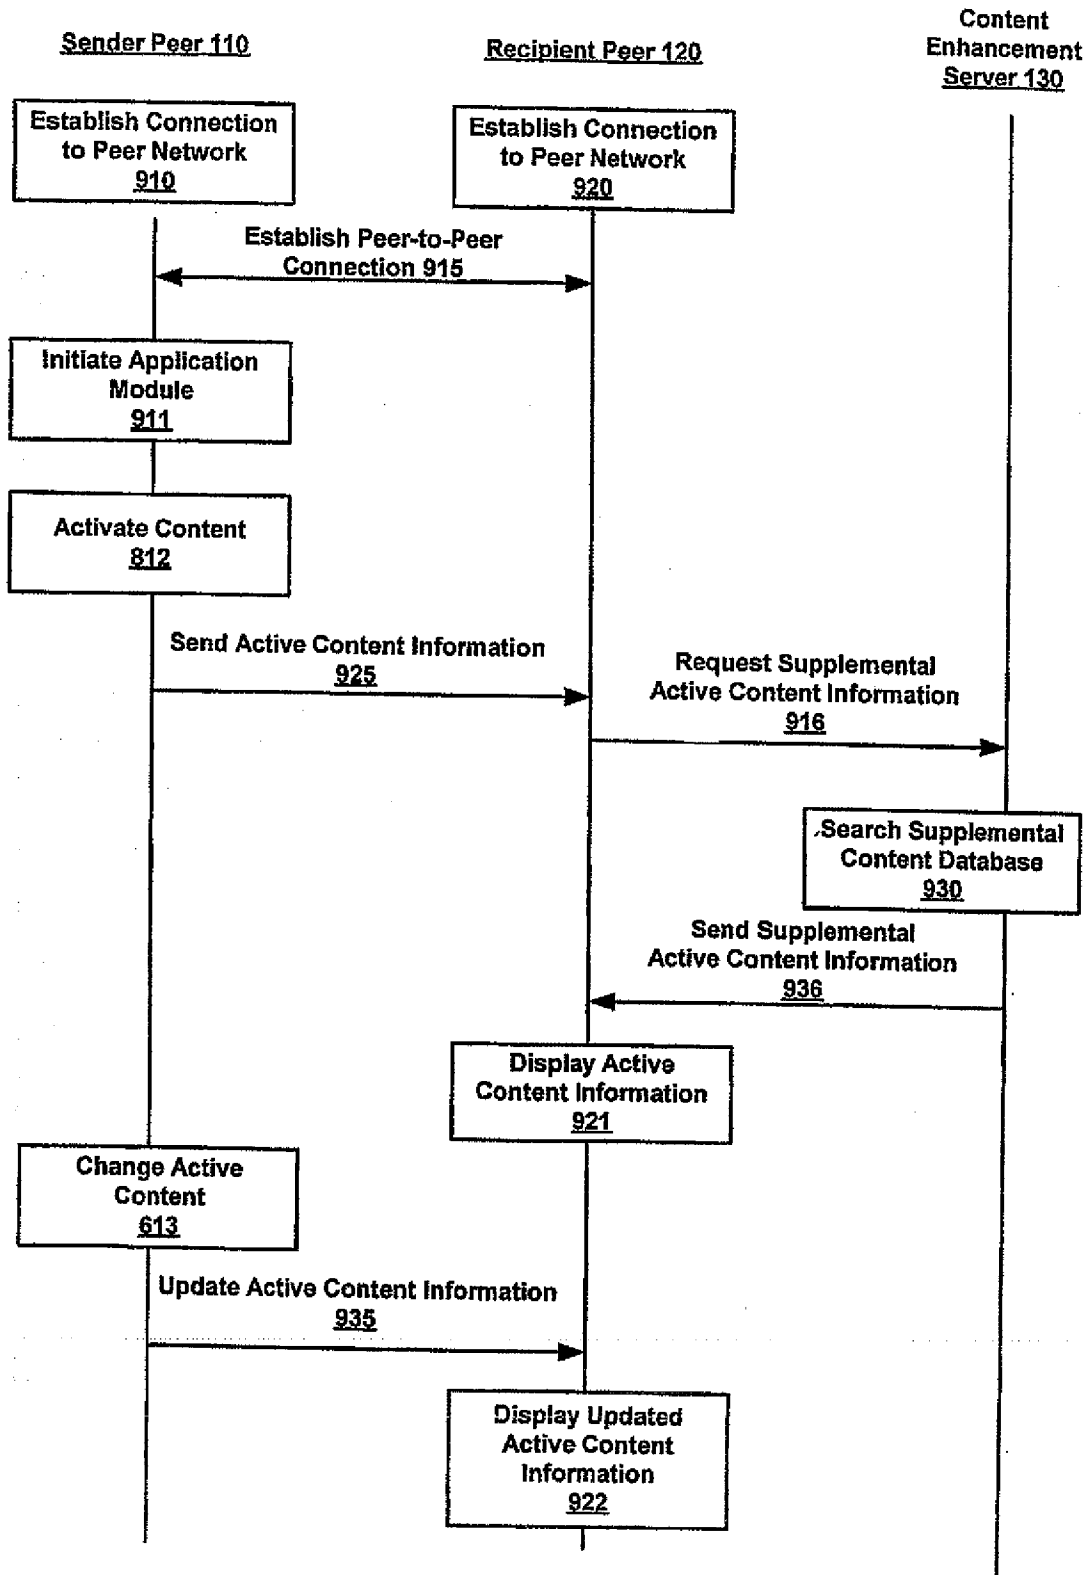 Sender Peer 110
Recipient Peer 120
Content
Enhancement
Server 130
Establish Connection
to Peer Network
910
Establish Connection
to Peer Network
920
Establish Peer-to-Peer
Connection 915
Initiate Application
Module
911
Activate Content
812
Send Active Content Information
925
Request Supplemental
Active Content Information
916
Search Supplemental
Content Database
930
Send Supplemental
Active Content Information
936
Display Active
Content Information
921
Change Active
Content
613
Update Active Content Information
935
Display Updated
Active Content
Information
922